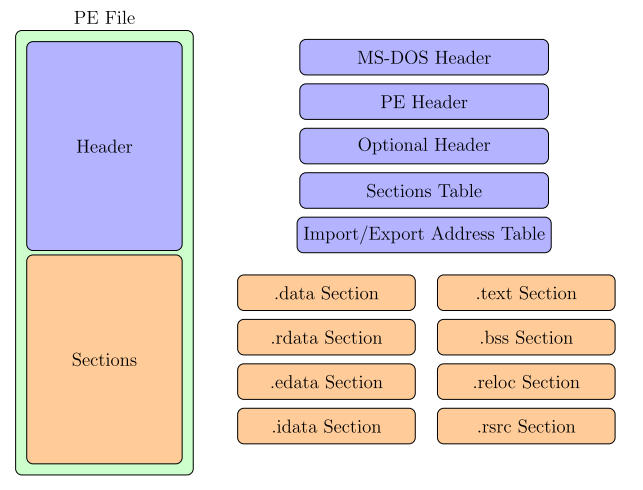 PE File
Header
Sections
MS-DOS Header
PE Header
Optional Header
Sections Table
Import/Export Address Table
.data Section
.text Section
.rdata Section
.bss Section
.edata Section
.reloc Section
.idata Section
.rsrc Section